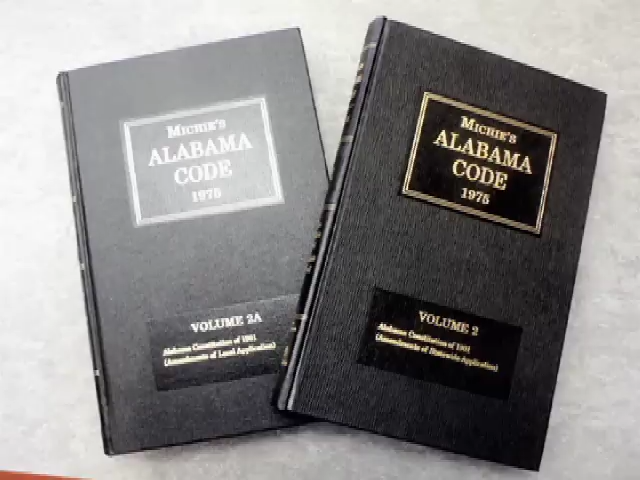 MICHIE'S
ALABAMA
CODE
1975
VOLUME 2A
Alabama Constitution of 1901
(Amendments of Local Application)
MICHIE'S
ALABAMA
CODE
1975
VOLUME 2
Alabama Constitution of 1901
(Amendments of Statewide Application)